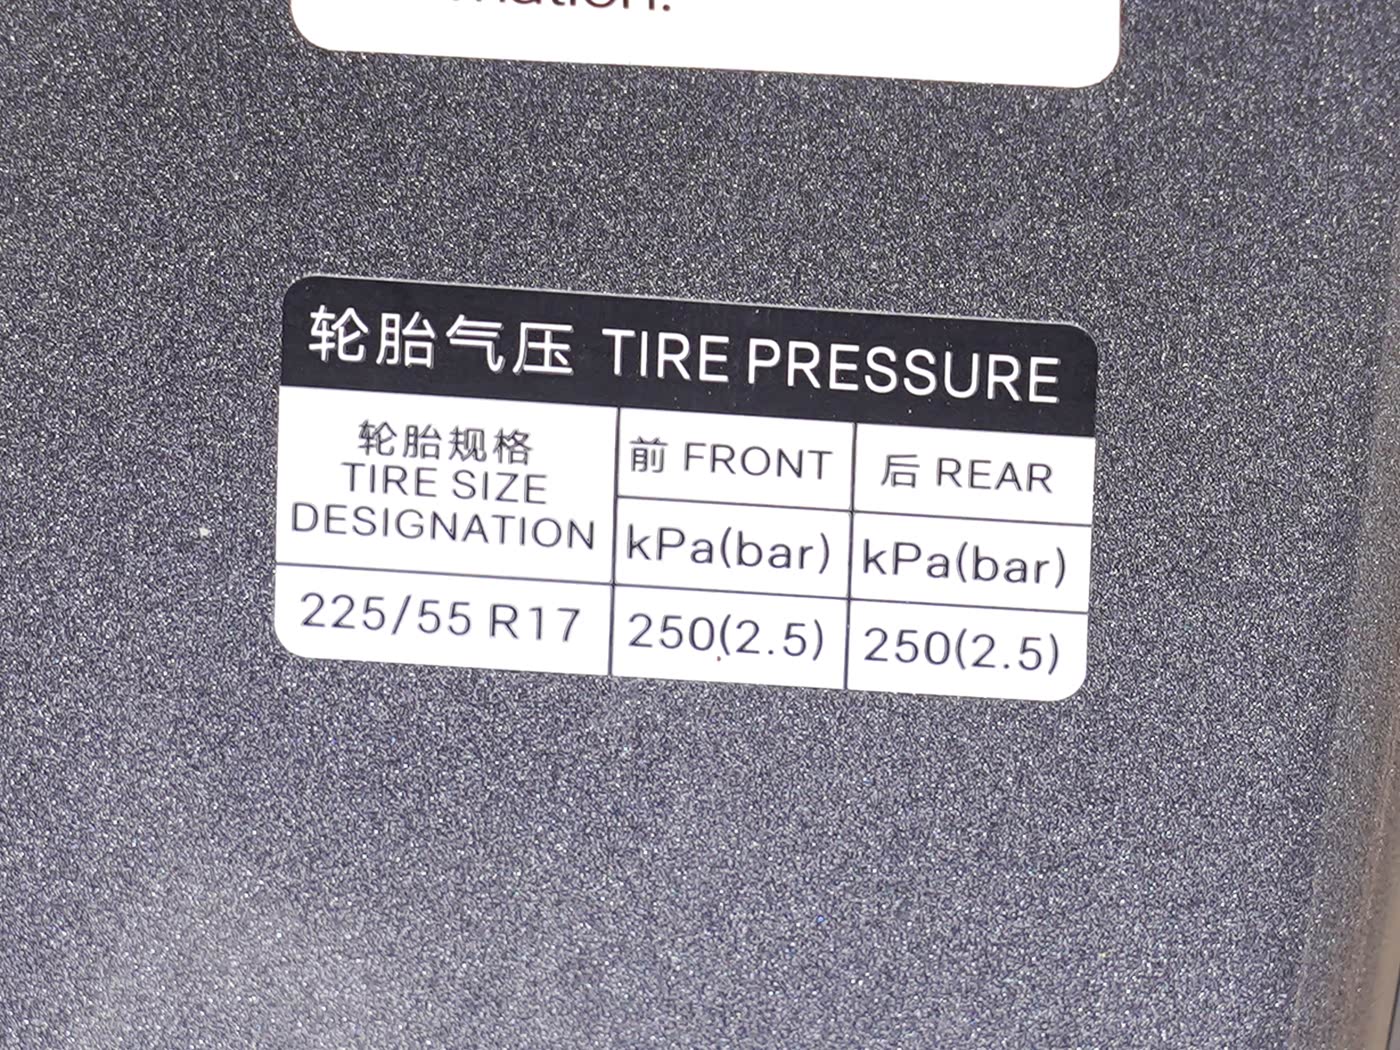 轮胎气压 TIRE PRESSURE
轮胎规格
TIRE SIZE
DESIGNATION
前 FRONT
后 REAR
kPa(bar)
kPa(bar)
225/55 R17
250(2.5)
250(2.5)